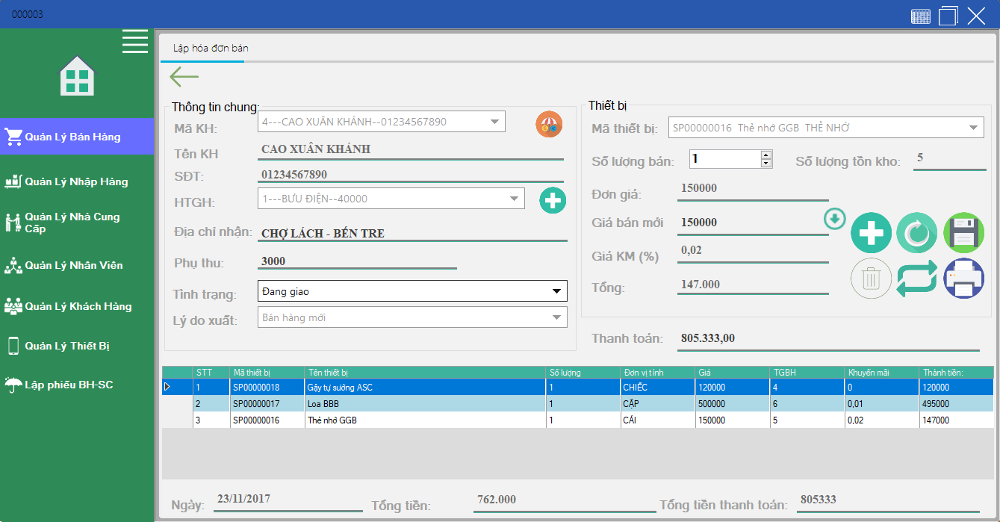 000003
Lập hóa đơn bán
Quản Lý Bán Hàng
Quản Lý Nhập Hàng
Quản Lý Nhà Cung
Cấp
Quản Lý Nhân Viên
Quản Lý Khách Hàng
Quản Lý Thiết Bị
Lập phiếu BH-SC
Thông tin chung:
Mã KH: 4---CAO XUÂN KHÁNH--01234567890
Tên KH CAO XUÂN KHÁNH
SĐT: 01234567890
HTGH: 1---BƯU ĐIỆN--40000
Địa chỉ nhận: CHỢ LÁCH - BẾN TRE
Phụ thu: 3000
Tình trạng: Đang giao
Lý do xuất: Bán hàng mới
Thiết bị
Mã thiết bị: SP00000016 Thẻ nhớ GGB THẺ NHỚ
Số lượng bán: 1 Số lượng tồn kho: 5
Đơn giá: 150000
Giá bán mới 150000
Giá KM (%) 0,02
Tổng: 147.000
Thanh toán: 805.333,00
STT Mã thiết bị Tên thiết bị Số lượng Đơn vị tính Giá TGBH Khuyến mãi Thành tiền:
1 SP00000018 Gậy tự sướng ASC 1 CHIẾC 120000 4 0 120000
2 SP00000017 Loa BBB 1 CẶP 500000 6 0,01 495000
3 SP00000016 Thẻ nhớ GGB 1 CÁI 150000 5 0,02 147000
Ngày: 23/11/2017 Tổng tiền: 762.000 Tổng tiền thanh toán: 805333